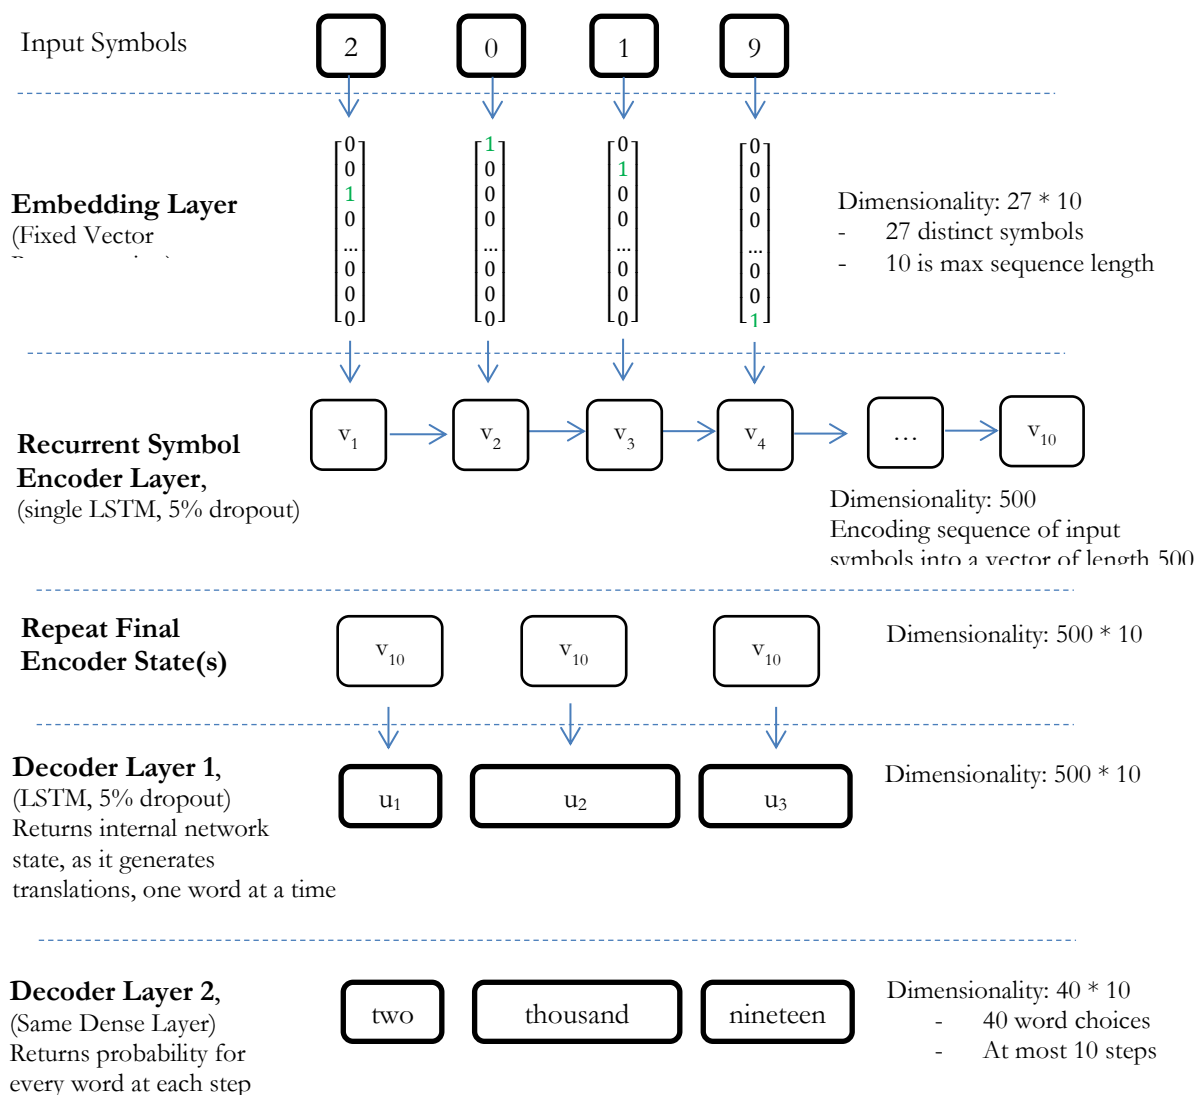 Input Symbols
2 0 1 9
0 1 0 0
0 0 1 0
1 0 0 0
0 0 0 0
... ... ... ...
0 0 0 0
0 0 0 0
0 0 0 1
Embedding Layer
(Fixed Vector
Dimensionality: 27 * 10
- 27 distinct symbols
- 10 is max sequence length
v1 v2 v3 v4 ... v10
Recurrent Symbol
Encoder Layer,
(single LSTM, 5% dropout)
Dimensionality: 500
Encoding sequence of input
symbols into a vector of length 500
Repeat Final
Encoder State(s)
v10 v10 v10
Dimensionality: 500 * 10
Decoder Layer 1,
(LSTM, 5% dropout)
Returns internal network
state, as it generates
translations, one word at a time
u1 u2 u3
Dimensionality: 500 * 10
Decoder Layer 2,
(Same Dense Layer)
Returns probability for
every word at each step
two thousand nineteen
Dimensionality: 40 * 10
- 40 word choices
- At most 10 steps